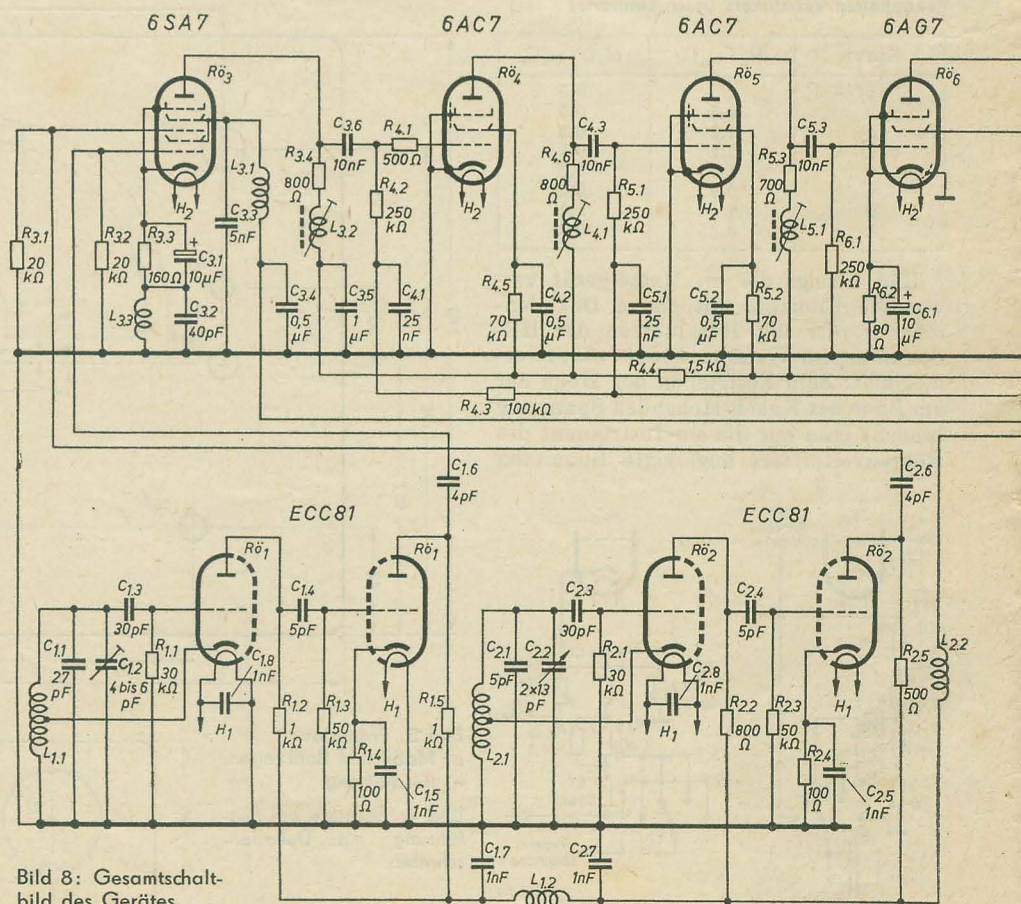 6SA7 6AC7 6AC7 6AG7
Rö3 Rö4 Rö5 Rö6
C3.6 10nF
R4.1 500Ω
C4.3 10nF
C5.3 10nF
R3.4 800 Ω
R4.6 800 Ω
R5.3 700 Ω
L3.1
C3.3 5nF
R4.2 250 kΩ
R5.1 250 kΩ
H2 H2 H2 H2
L3.2
L4.1
L5.1
R3.1 20 kΩ
R3.2 20 kΩ
R3.3 160Ω
+ C3.1 10µF
R6.1 250 kΩ
L3.3
C3.2 40pF
C3.4 0,5 µF
C3.5 1 µF
C4.1 25 nF
R4.5 70 kΩ
C4.2 0,5 µF
C5.1 25 nF
C5.2 0,5 µF
R5.2 70 kΩ
R6.2 80 Ω
+ C6.1 10 µF
R4.4 1,5kΩ
R4.3 100kΩ
C1.6 4pF
C2.6 4pF
ECC81 ECC81
Rö1 Rö1 Rö2 Rö2
C1.3 30pF
C1.4 5pF
C2.3 30pF
C2.4 5pF
C1.1 27 pF
C1.2 4 bis 6 pF
R1.1 30 kΩ
C1.8 1nF
H1 H1
C2.1 5pF
C2.2 2×13 pF
R2.1 30 kΩ
C2.8 1nF
H1 H1
R2.5 500 Ω
L2.2
L1.1
R1.2 1 kΩ
R1.3 50 kΩ
R1.5 1 kΩ
L2.1
R2.2 800 Ω
R2.3 50 kΩ
R1.4 100 Ω
C1.5 1nF
R2.4 100 Ω
C2.5 1nF
C1.7 1nF
C2.7 1nF
L1.2
Bild 8: Gesamtschalt-
bild des Gerätes